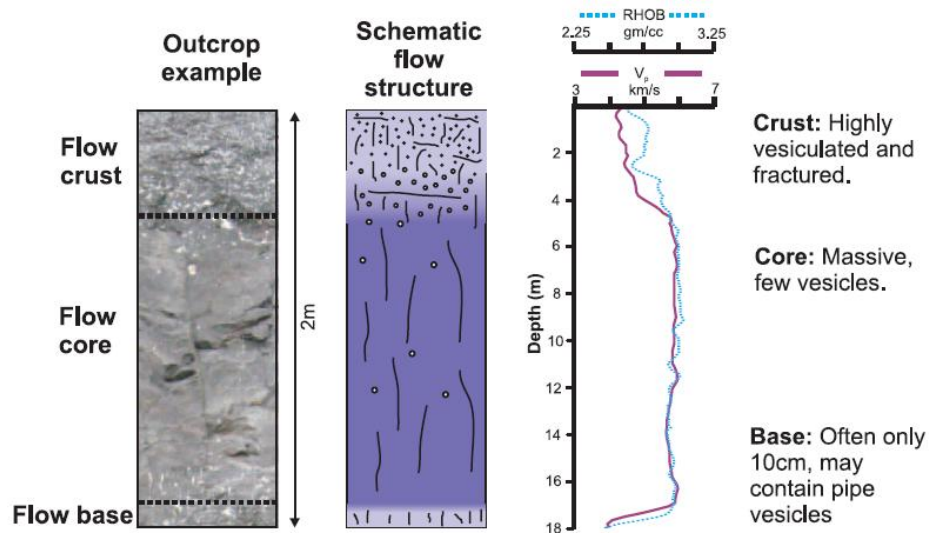 Outcrop
example
Flow
crust
Flow
core
Flow base
2m
Schematic
flow
structure
RHOB
2.25 gm/cc 3.25
Vp
3 km/s 7
Depth (m)
2
4
6
8
10
12
14
16
18
Crust: Highly
vesiculated and
fractured.
Core: Massive,
few vesicles.
Base: Often only
10cm, may
contain pipe
vesicles